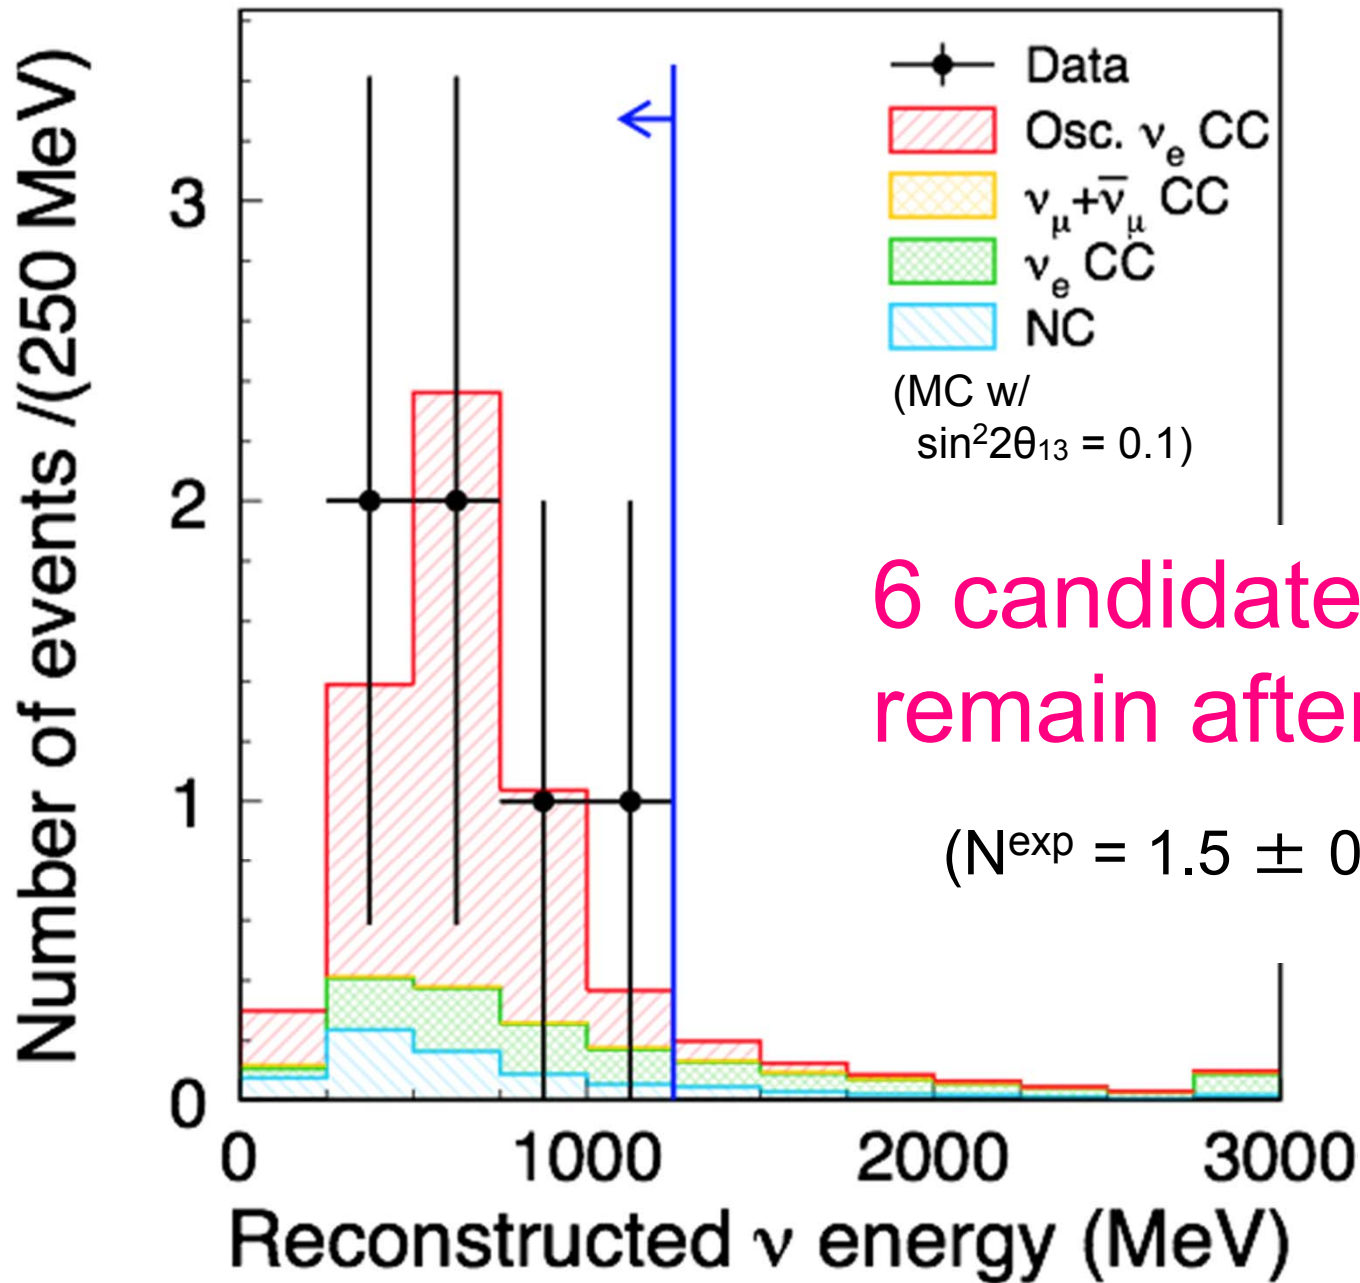 Number of events /(250 MeV)
3
2
1
0
0 1000 2000 3000
Reconstructed ν energy (MeV)
Data
Osc. νe CC
νμ+ν̅μ CC
νe CC
NC
(MC w/
sin²2θ₁₃ = 0.1)
6 candidate
remain after
(Nᵉˣᵖ = 1.5 ± 0